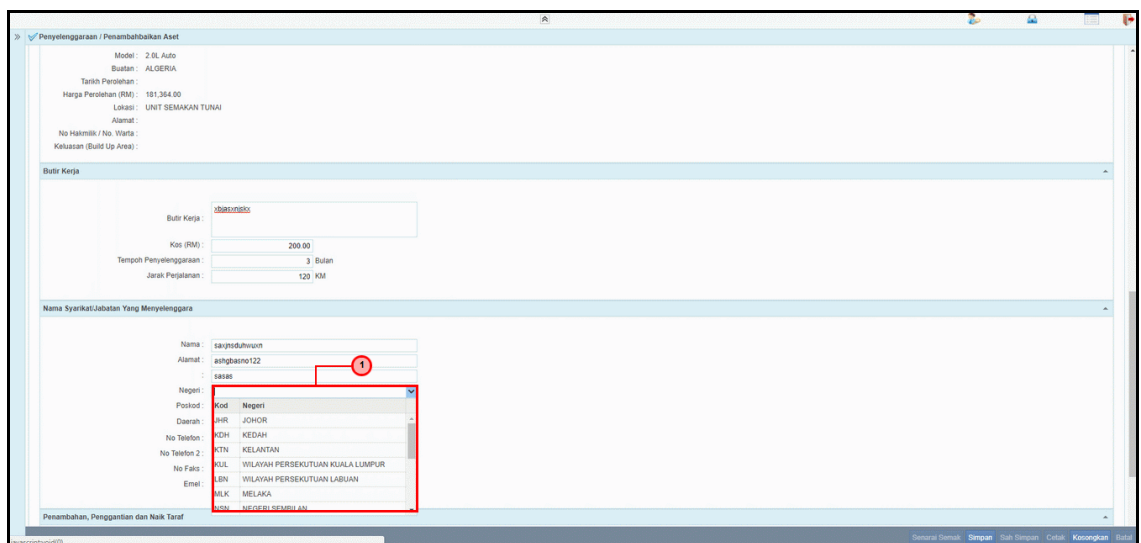 Penyelenggaraan / Penambahbaikan Aset
Model : 2.0L Auto
Buatan : ALGERIA
Tarikh Perolehan :
Harga Perolehan (RM) : 181,364.00
Lokasi : UNIT SEMAKAN TUNAI
Alamat :
No Hakmilik / No. Warta :
Keluasan (Build Up Area) :
Butir Kerja
Butir Kerja : xbjasxnjskx
Kos (RM) : 200.00
Tempoh Penyelenggaraan : 3 Bulan
Jarak Perjalanan : 120 KM
Nama Syarikat/Jabatan Yang Menyelenggara
Nama : saxjnsduhwuxn
Alamat : ashgbasno122
1
: sasas
Negeri :
Poskod : Kod Negeri
Daerah : JHR JOHOR
No Telefon : KDH KEDAH
No Telefon 2 : KTN KELANTAN
No Faks : KUL WILAYAH PERSEKUTUAN KUALA LUMPUR
Emel : LBN WILAYAH PERSEKUTUAN LABUAN
MLK MELAKA
NSN NEGERI SEMBILAN
Penambahan, Penggantian dan Naik Taraf
Senarai Semak Simpan Sah Simpan Cetak Kosongkan Batal